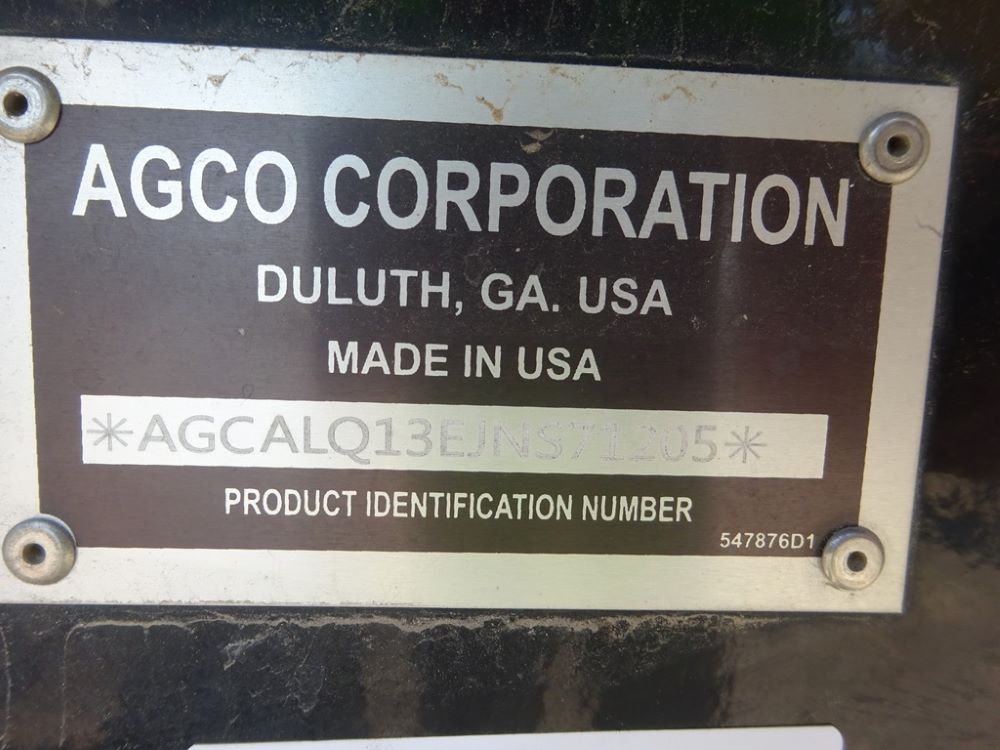 AGCO CORPORATION
DULUTH, GA. USA
MADE IN USA
*AGCALQ13EJNS71205*
PRODUCT IDENTIFICATION NUMBER
547876D1